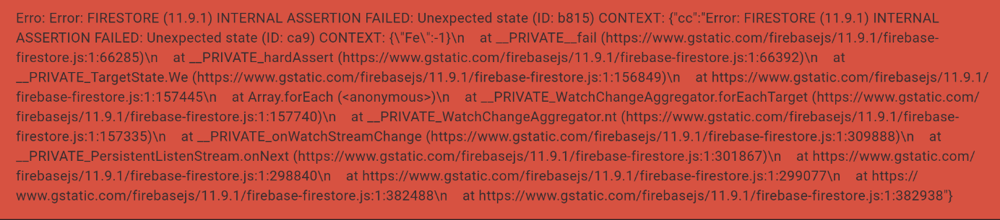 Erro: Error: FIRESTORE (11.9.1) INTERNAL ASSERTION FAILED: Unexpected state (ID: b815) CONTEXT: {"cc":"Error: FIRESTORE (11.9.1) INTERNAL
ASSERTION FAILED: Unexpected state (ID: ca9) CONTEXT: {\"Fe\":-1}\n    at __PRIVATE__fail (https://www.gstatic.com/firebasejs/11.9.1/firebase-
firestore.js:1:66285)\n    at __PRIVATE_hardAssert (https://www.gstatic.com/firebasejs/11.9.1/firebase-firestore.js:1:66392)\n    at
__PRIVATE_TargetState.We (https://www.gstatic.com/firebasejs/11.9.1/firebase-firestore.js:1:156849)\n    at https://www.gstatic.com/firebasejs/11.9.1/
firebase-firestore.js:1:157445\n    at Array.forEach (<anonymous>)\n    at __PRIVATE_WatchChangeAggregator.forEachTarget (https://www.gstatic.com/
firebasejs/11.9.1/firebase-firestore.js:1:157740)\n    at __PRIVATE_WatchChangeAggregator.nt (https://www.gstatic.com/firebasejs/11.9.1/firebase-
firestore.js:1:157335)\n    at __PRIVATE_onWatchStreamChange (https://www.gstatic.com/firebasejs/11.9.1/firebase-firestore.js:1:309888)\n    at
__PRIVATE_PersistentListenStream.onNext (https://www.gstatic.com/firebasejs/11.9.1/firebase-firestore.js:1:301867)\n    at https://www.gstatic.com/
firebasejs/11.9.1/firebase-firestore.js:1:298840\n    at https://www.gstatic.com/firebasejs/11.9.1/firebase-firestore.js:1:299077\n    at https://
www.gstatic.com/firebasejs/11.9.1/firebase-firestore.js:1:382488\n    at https://www.gstatic.com/firebasejs/11.9.1/firebase-firestore.js:1:382938"}